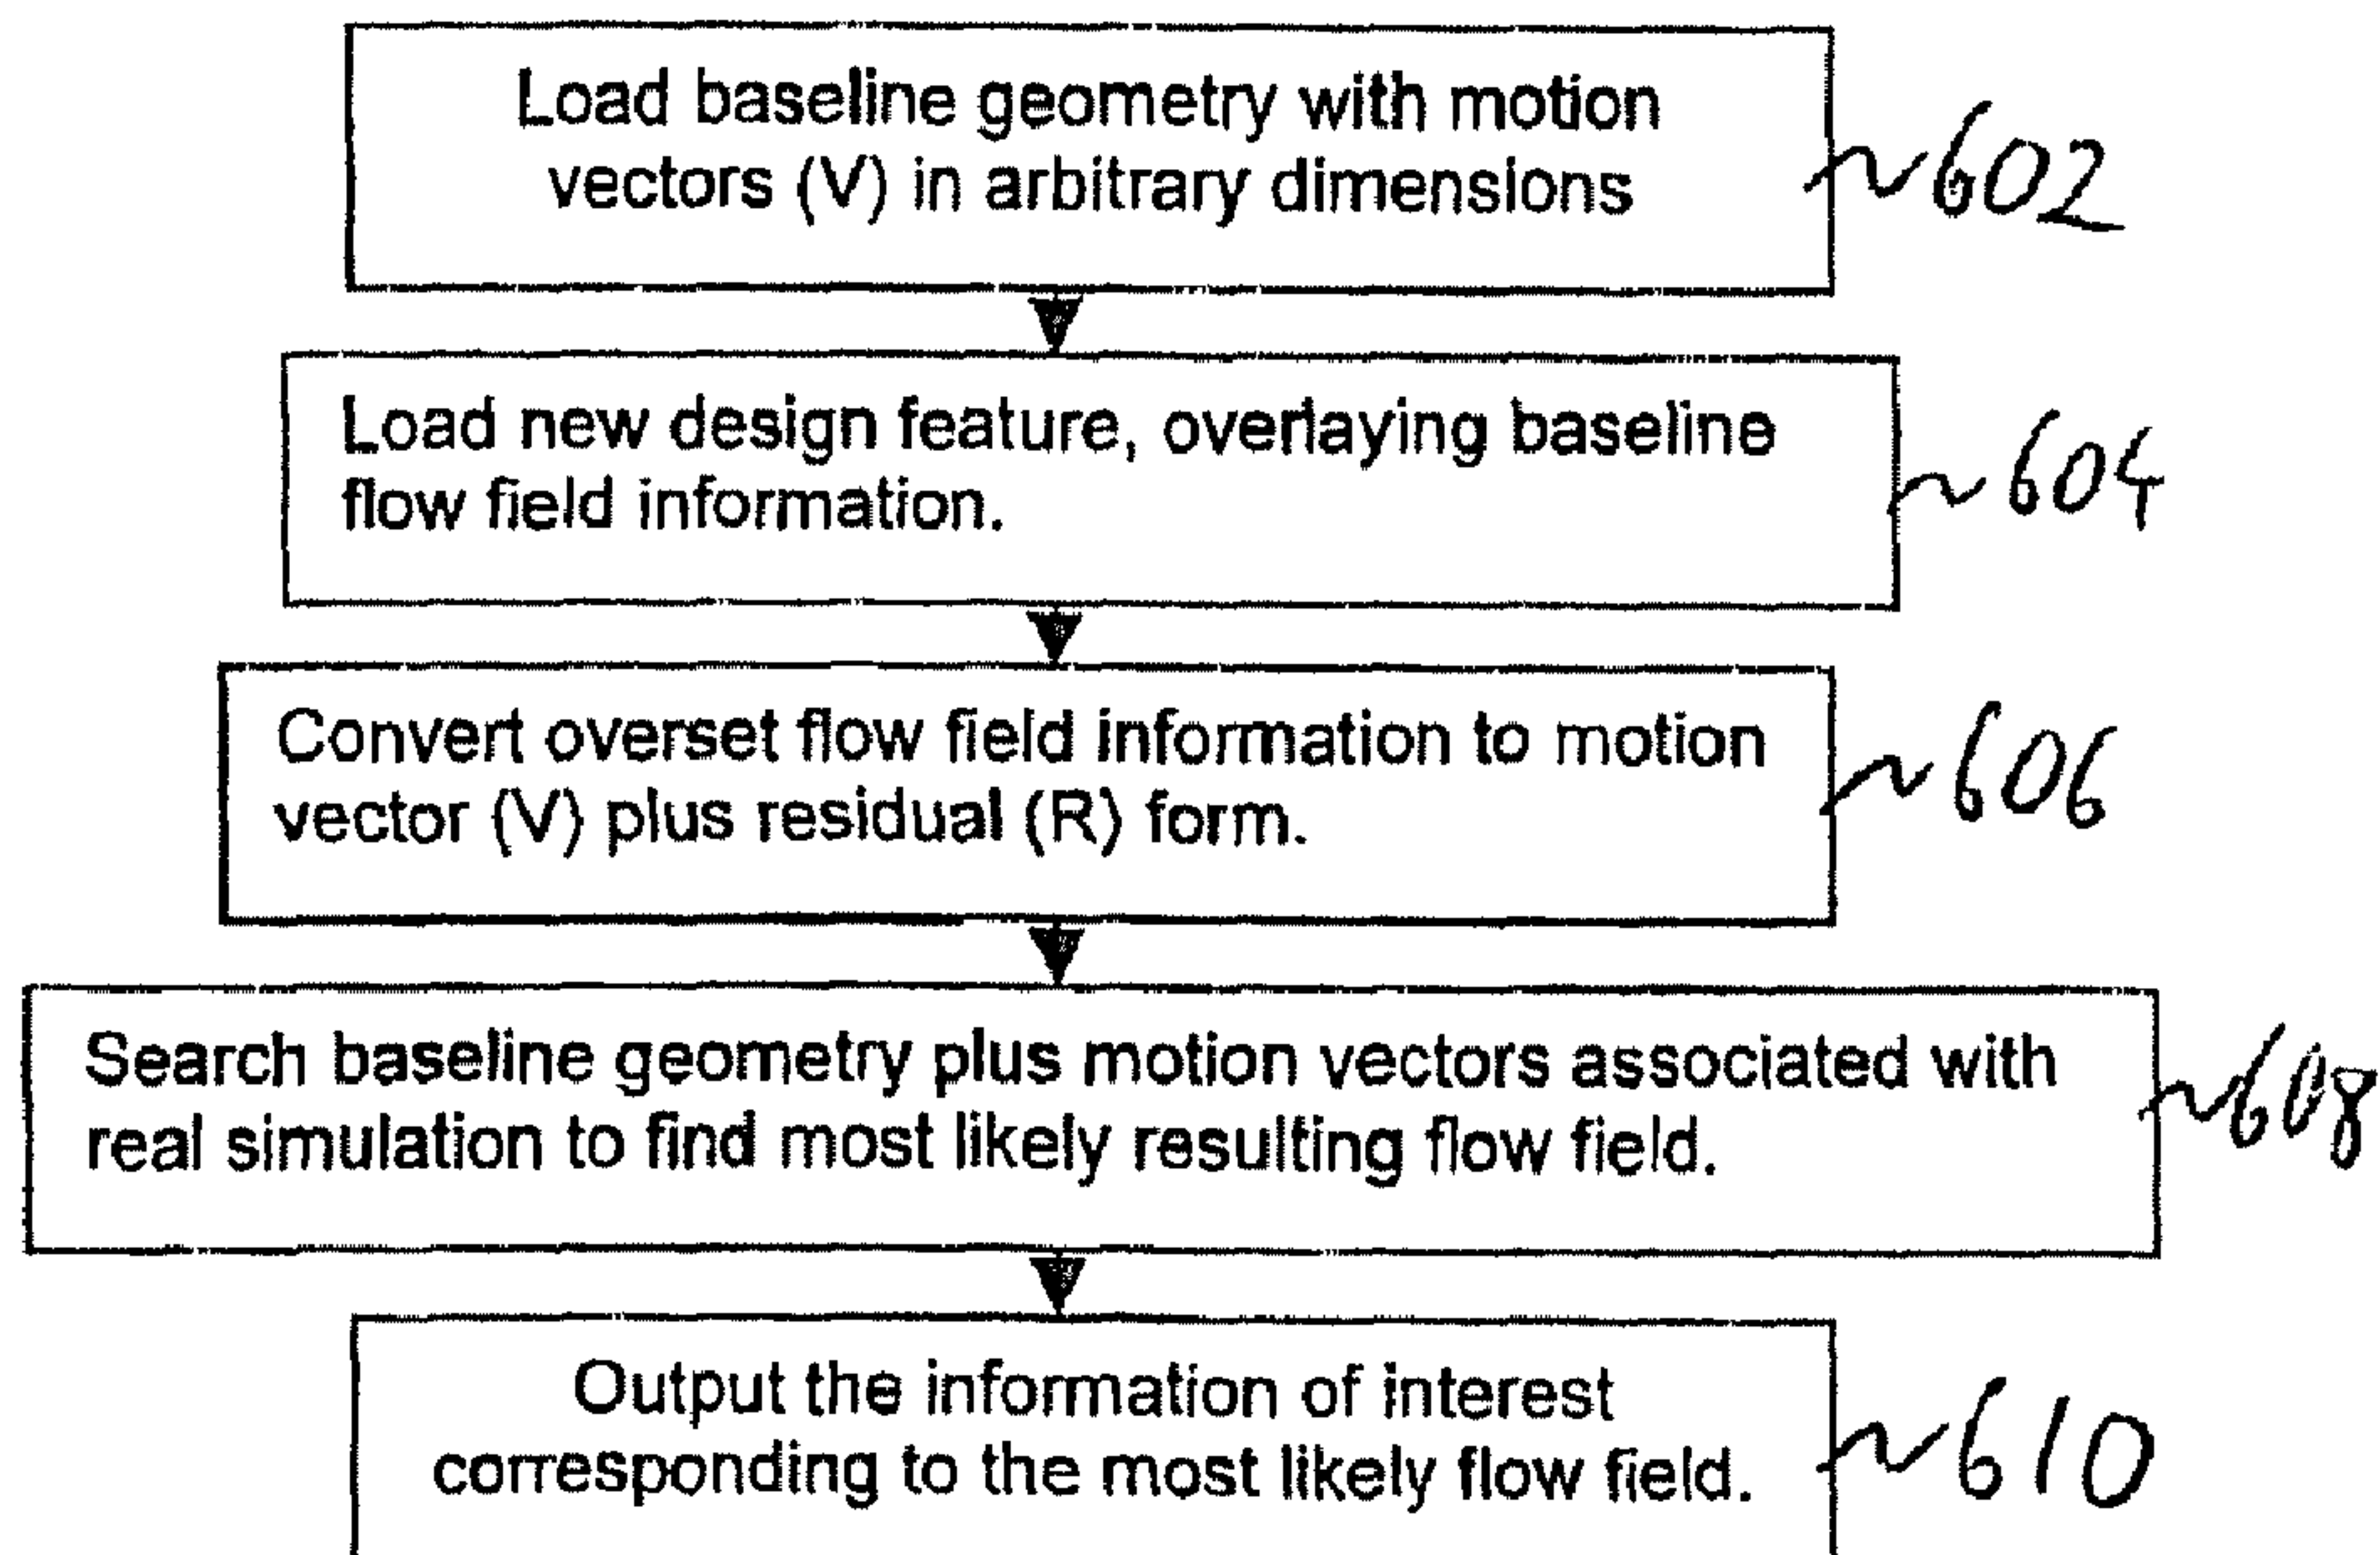 Load baseline geometry with motion
vectors (V) in arbitrary dimensions
602
Load new design feature, overlaying baseline
flow field information.
604
Convert overset flow field information to motion
vector (V) plus residual (R) form.
606
Search baseline geometry plus motion vectors associated with
real simulation to find most likely resulting flow field.
608
Output the information of interest
corresponding to the most likely flow field.
610